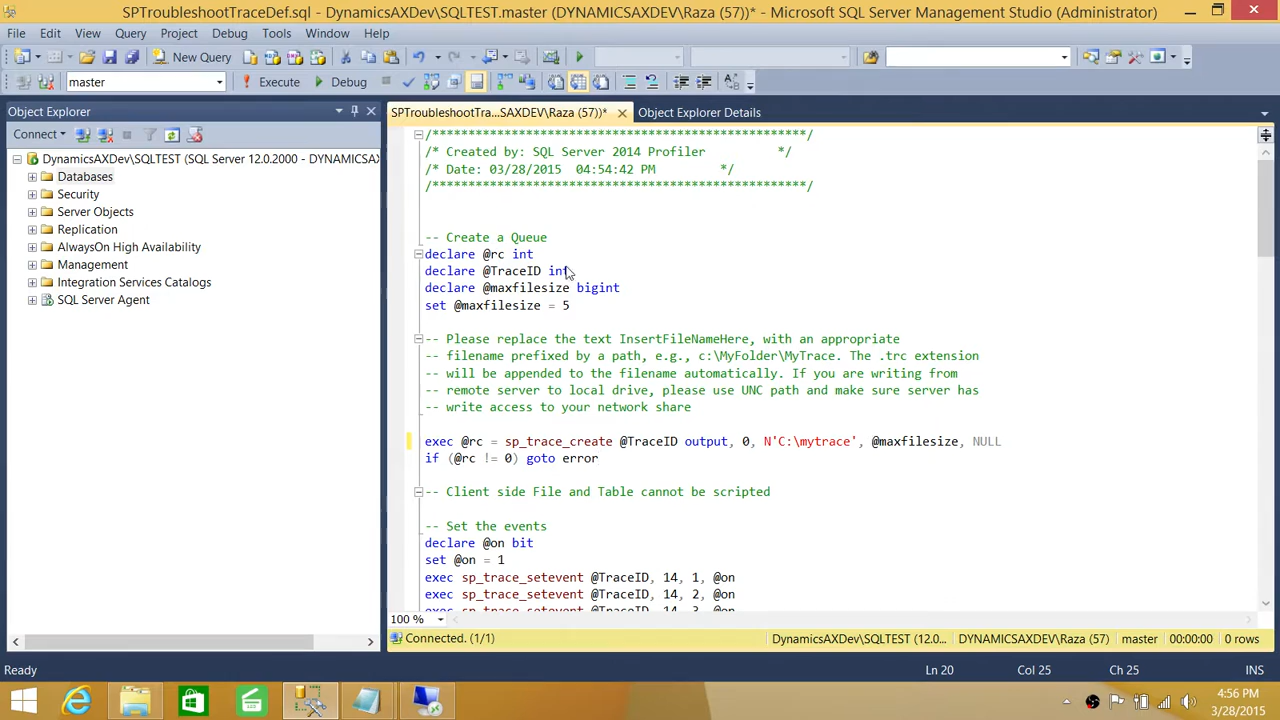 SPTroubleshootTraceDef.sql - DynamicsAXDev\SQLTEST.master (DYNAMICSAXDEV\Raza (57))* - Microsoft SQL Server Management Studio (Administrator)
File Edit View Query Project Debug Tools Window Help
New Query
master Execute Debug
Object Explorer
SPTroubleshootTra...SAXDEV\Raza (57))* Object Explorer Details
Connect
DynamicsAXDev\SQLTEST (SQL Server 12.0.2000 - DYNAMICSAX
Databases
Security
Server Objects
Replication
AlwaysOn High Availability
Management
Integration Services Catalogs
SQL Server Agent
/****************************************************/
/* Created by: SQL Server 2014 Profiler          */
/* Date: 03/28/2015  04:54:42 PM         */
/****************************************************/
-- Create a Queue
declare @rc int
declare @TraceID int
declare @maxfilesize bigint
set @maxfilesize = 5
-- Please replace the text InsertFileNameHere, with an appropriate
-- filename prefixed by a path, e.g., c:\MyFolder\MyTrace. The .trc extension
-- will be appended to the filename automatically. If you are writing from
-- remote server to local drive, please use UNC path and make sure server has
-- write access to your network share
exec @rc = sp_trace_create @TraceID output, 0, N'C:\mytrace', @maxfilesize, NULL
if (@rc != 0) goto error
-- Client side File and Table cannot be scripted
-- Set the events
declare @on bit
set @on = 1
exec sp_trace_setevent @TraceID, 14, 1, @on
exec sp_trace_setevent @TraceID, 14, 2, @on
exec sp_trace_setevent @TraceID, 14, 3, @on
100 %
Connected. (1/1) DynamicsAXDev\SQLTEST (12.0... DYNAMICSAXDEV\Raza (57) master 00:00:00 0 rows
Ready Ln 20 Col 25 Ch 25 INS
4:56 PM
3/28/2015